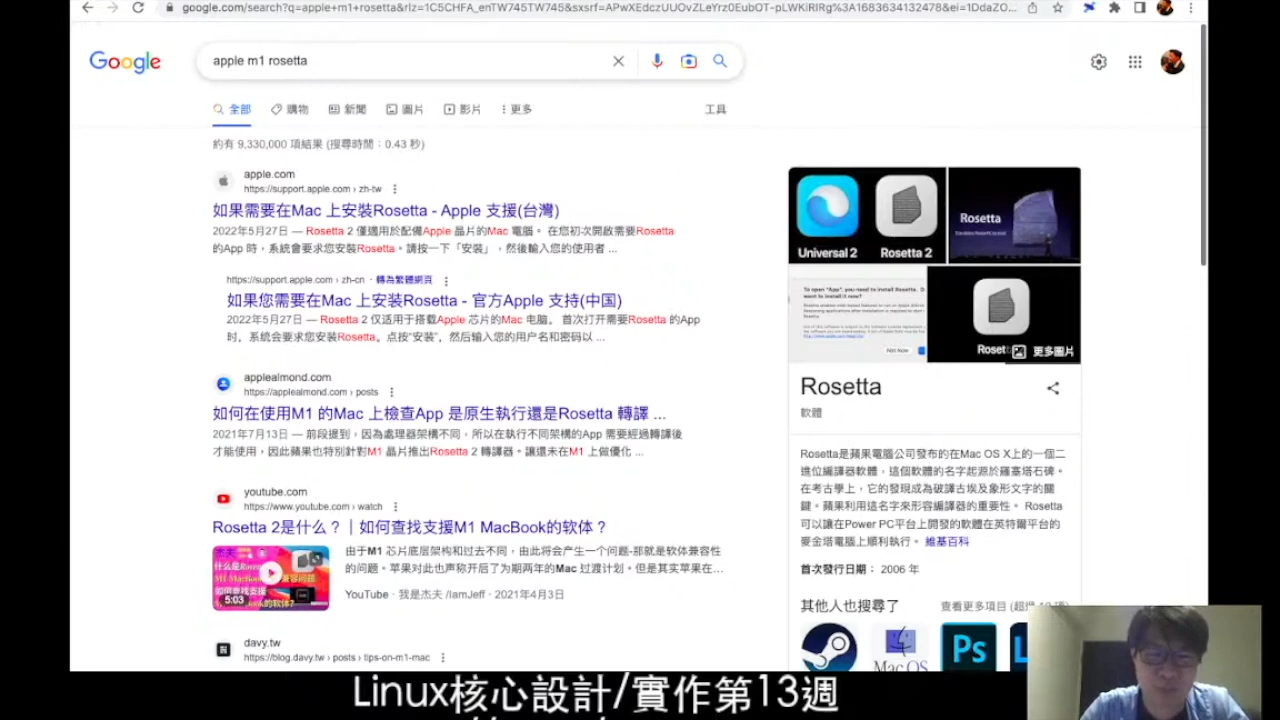 google.com/search?q=apple+m1+rosetta&rlz=1C5CHFA_enTW745TW745&sxsrf=
Google
apple m1 rosetta
全部 購物 新聞 圖片 影片 更多 工具
約有 9,330,000 項結果 (搜尋時間:0.43 秒)
apple.com
https://support.apple.com › zh-tw
如果需要在Mac 上安裝Rosetta - Apple 支援(台灣)
2022年5月27日 — Rosetta 2 僅適用於配備Apple 晶片的Mac 電腦。 在您初次開啟需要Rosetta
的App 時,系統會要求您安裝Rosetta。請按一下「安裝」,然後輸入您的使用者 ...
https://support.apple.com › zh-cn · 轉為繁體網頁
如果您需要在Mac 上安装Rosetta - 官方Apple 支持(中国)
2022年5月27日 — Rosetta 2 仅适用于搭载Apple 芯片的Mac 电脑。 首次打开需要Rosetta 的App
时,系统会要求您安装Rosetta。点按“安装”,然后输入您的用户名和密码以 ...
applealmond.com
https://applealmond.com › posts
如何在使用M1 的Mac 上檢查App 是原生執行還是Rosetta 轉譯 ...
2021年7月13日 — 前段提到,因為處理器架構不同,所以在執行不同架構的App 需要經過轉譯後
才能使用,因此蘋果也特別針對M1 晶片推出Rosetta 2 轉譯器。讓還未在M1 上做優化 ...
youtube.com
https://www.youtube.com › watch
Rosetta 2是什么?|如何查找支援M1 MacBook的软体?
5:03
由于M1 芯片底层架构和过去不同,由此将会产生一个问题-那就是软体兼容性
的问题。苹果对此也声称开启了为期两年的Mac 过渡计划。但是其实苹果在...
YouTube · 我是杰夫 /IamJeff · 2021年4月3日
davy.tw
https://blog.davy.tw › posts › tips-on-m1-mac
Universal 2
Rosetta 2
Rosetta
To open "App", you need to install Rosetta. D
want to install it now?
Not Now
Rosett
更多圖片
Rosetta
軟體
Rosetta是蘋果電腦公司發布的在Mac OS X上的一個二
進位編譯器軟體,這個軟體的名字起源於羅塞塔石碑。
在考古學上,它的發現成為破譯古埃及象形文字的關
鍵。蘋果利用這名字來形容編譯器的重要性。 Rosetta
可以讓在Power PC平台上開發的軟體在英特爾平台的
麥金塔電腦上順利執行。 維基百科
首次發行日期: 2006 年
其他人也搜尋了
查看更多項目
Mac OS
Ps
L
Linux核心設計/實作第13週